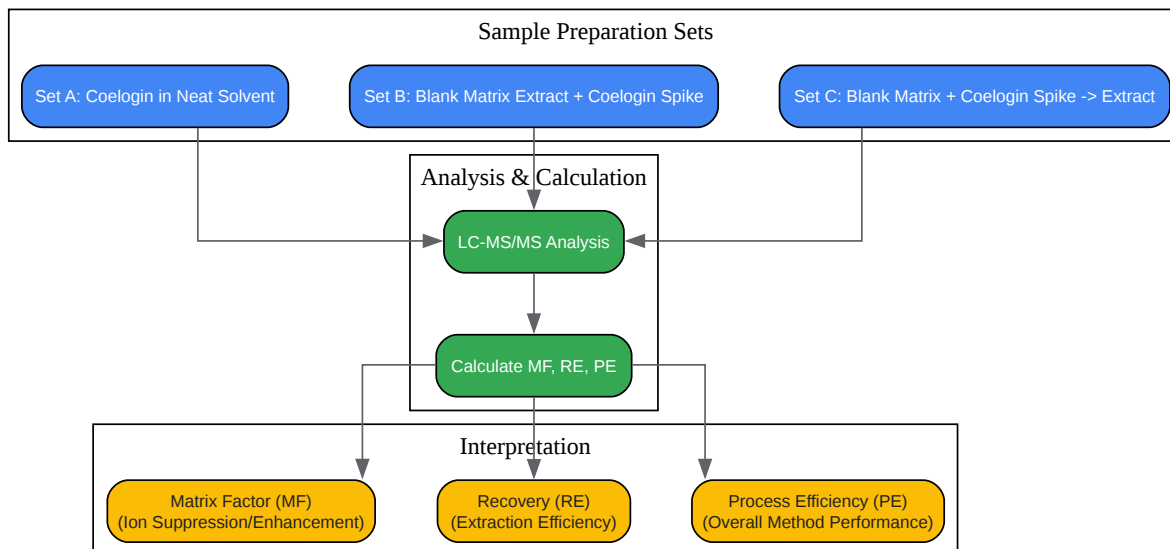 Sample Preparation Sets
Set A: Coelogin in Neat Solvent
Set B: Blank Matrix Extract + Coelogin Spike
Set C: Blank Matrix + Coelogin Spike -> Extract
Analysis & Calculation
LC-MS/MS Analysis
Calculate MF, RE, PE
Interpretation
Matrix Factor (MF)
(Ion Suppression/Enhancement)
Recovery (RE)
(Extraction Efficiency)
Process Efficiency (PE)
(Overall Method Performance)